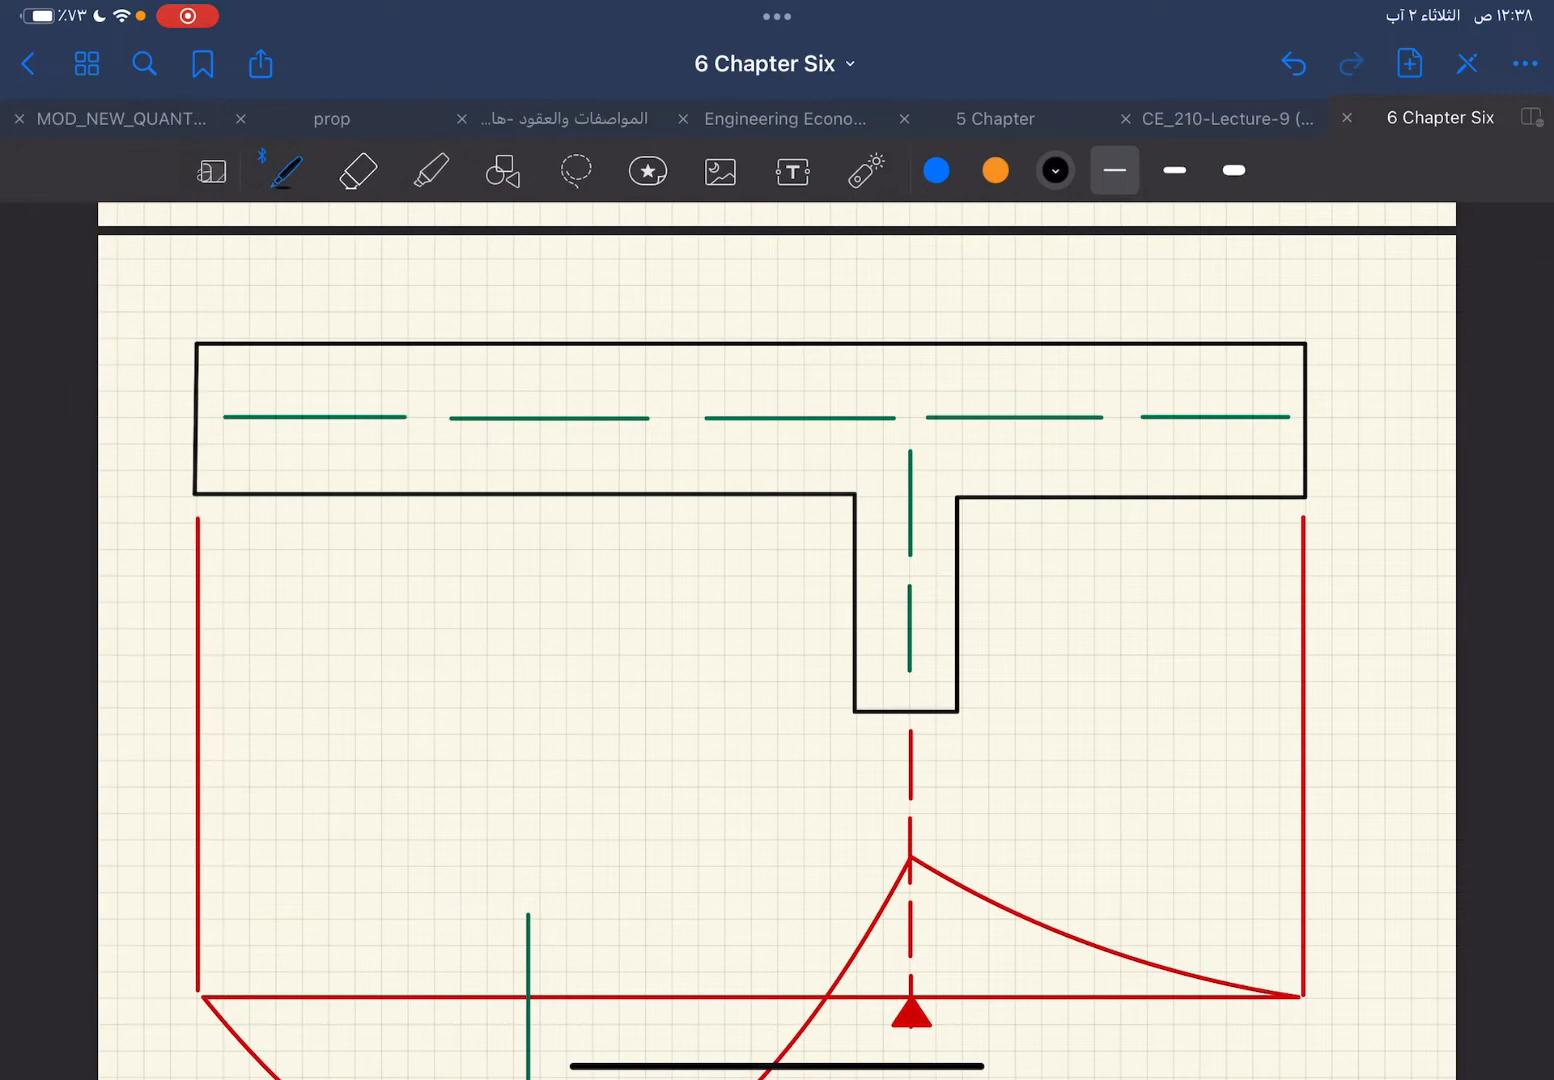 ٪٧٣
١٢:٣٨ ص الثلاثاء ٢ آب
6 Chapter Six
MOD_NEW_QUANT...
prop
المواصفات والعقود -ها...
Engineering Econo...
5 Chapter
CE_210-Lecture-9 (...
6 Chapter Six
T